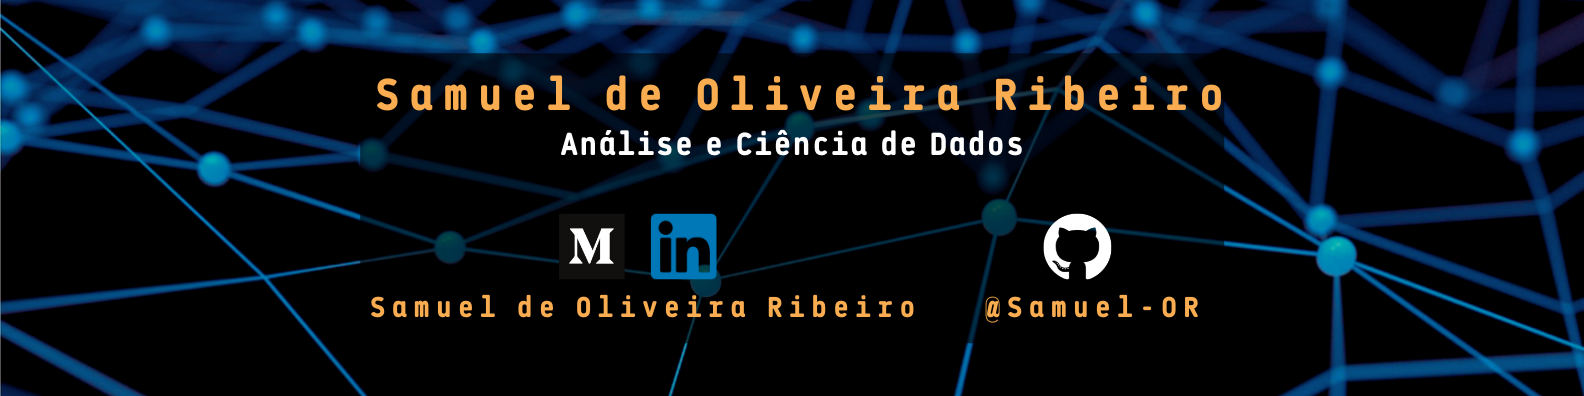 Samuel de Oliveira Ribeiro
Análise e Ciência de Dados
M in
Samuel de Oliveira Ribeiro @Samuel-OR